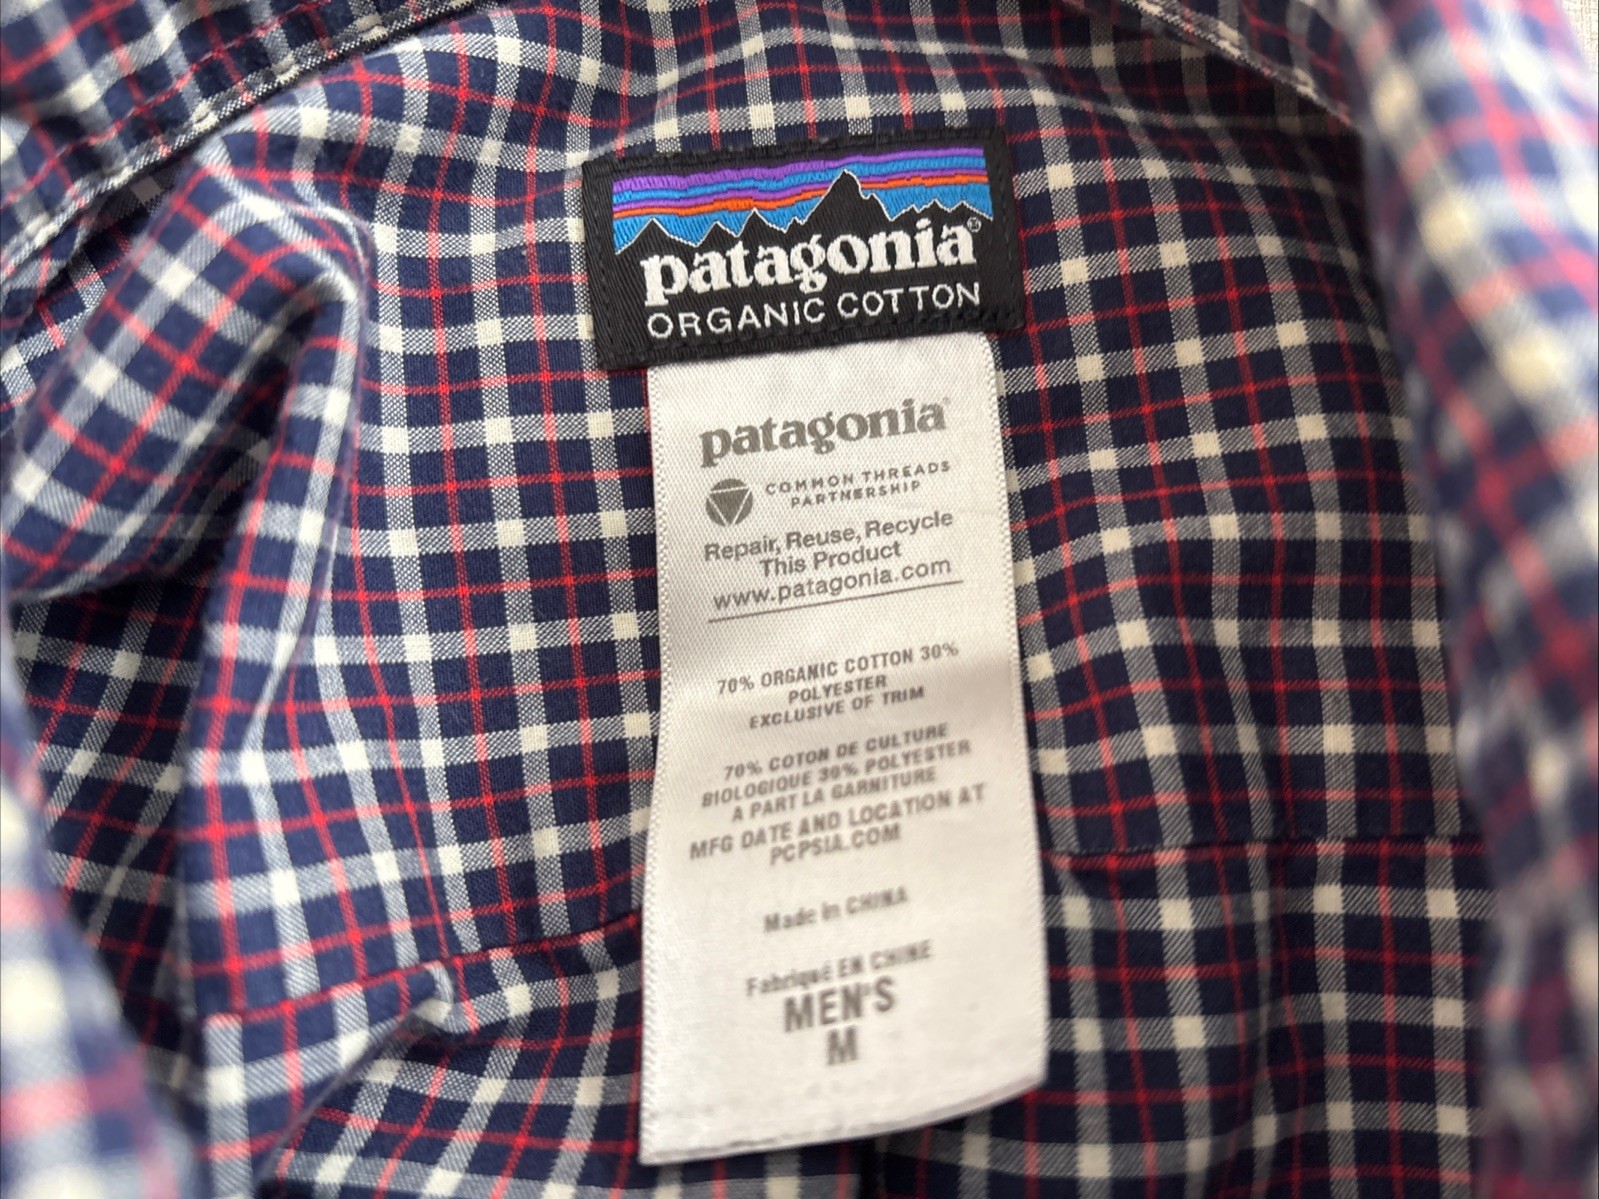 patagonia®
ORGANIC COTTON
patagonia®
COMMON THREADS
PARTNERSHIP
Repair, Reuse, Recycle
This Product
www.patagonia.com
70% ORGANIC COTTON 30%
POLYESTER
EXCLUSIVE OF TRIM
70% COTON DE CULTURE
BIOLOGIQUE 30% POLYESTER
A PART LA GARNITURE
MFG DATE AND LOCATION AT
PCPSIA.COM
Made in CHINA
Fabriqué EN CHINE
MEN'S
M